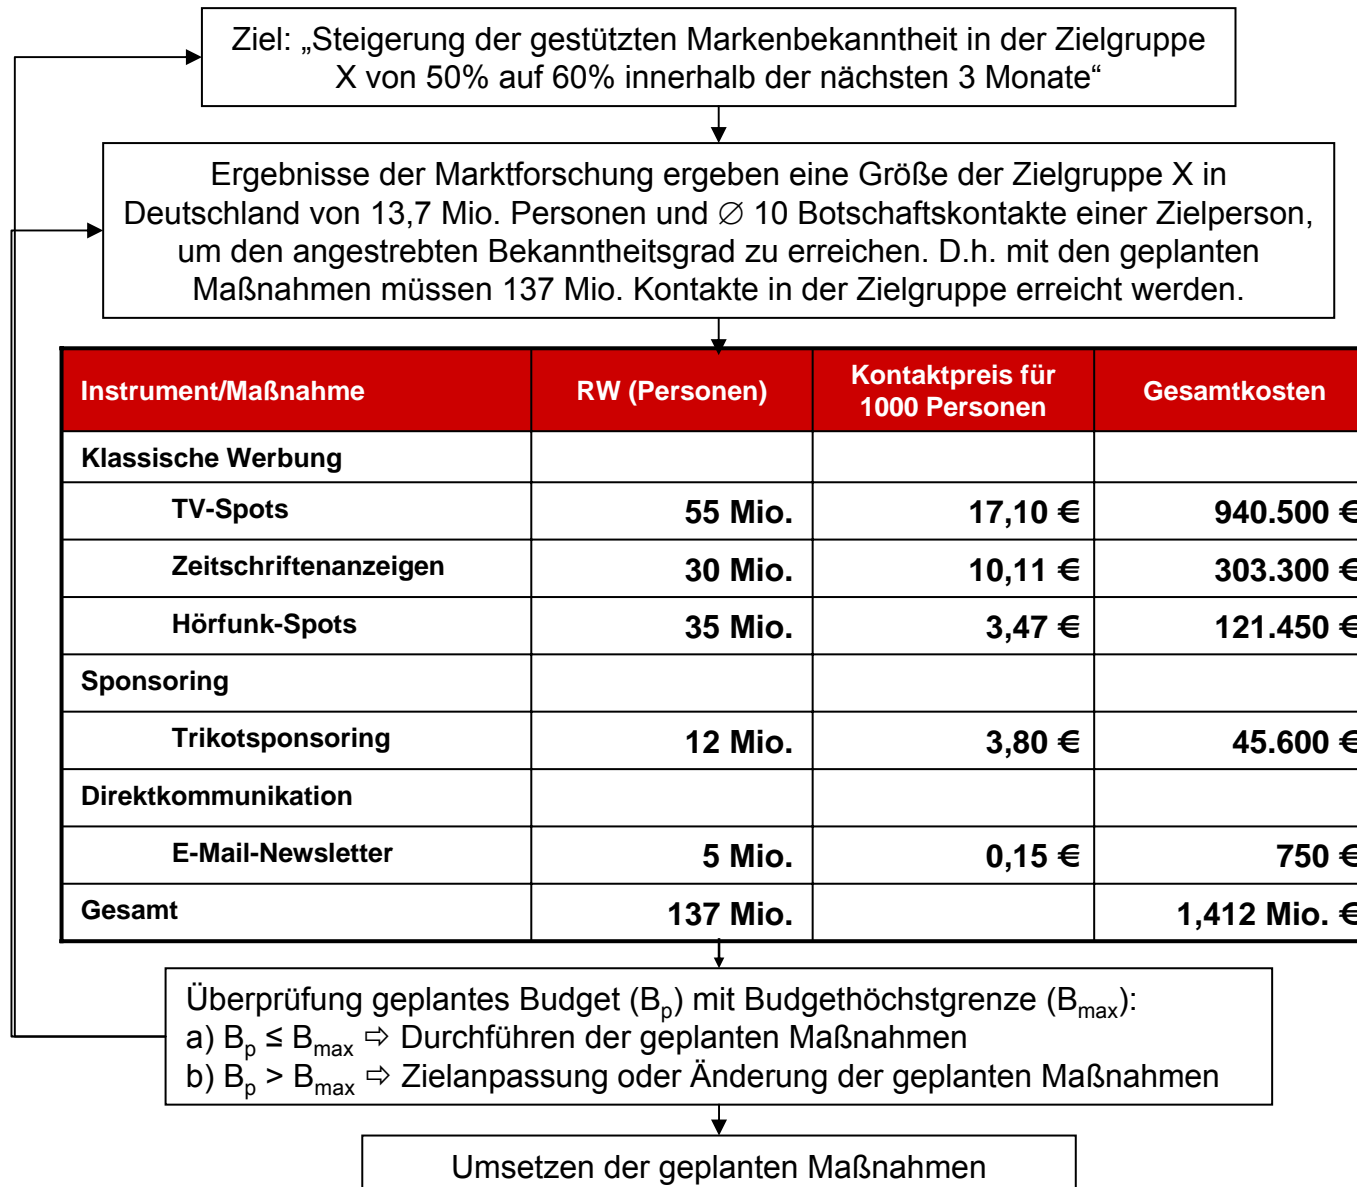 Ziel: „Steigerung der gestützten Markenbekanntheit in der Zielgruppe
X von 50% auf 60% innerhalb der nächsten 3 Monate“
Ergebnisse der Marktforschung ergeben eine Größe der Zielgruppe X in
Deutschland von 13,7 Mio. Personen und ∅ 10 Botschaftskontakte einer Zielperson,
um den angestrebten Bekanntheitsgrad zu erreichen. D.h. mit den geplanten
Maßnahmen müssen 137 Mio. Kontakte in der Zielgruppe erreicht werden.
Instrument/Maßnahme RW (Personen) Kontaktpreis für 1000 Personen Gesamtkosten
Klassische Werbung
TV-Spots 55 Mio. 17,10 € 940.500 €
Zeitschriftenanzeigen 30 Mio. 10,11 € 303.300 €
Hörfunk-Spots 35 Mio. 3,47 € 121.450 €
Sponsoring
Trikotsponsoring 12 Mio. 3,80 € 45.600 €
Direktkommunikation
E-Mail-Newsletter 5 Mio. 0,15 € 750 €
Gesamt 137 Mio. 1,412 Mio. €
Überprüfung geplantes Budget (Bp) mit Budgethöchstgrenze (Bmax):
a) Bp ≤ Bmax ⇨ Durchführen der geplanten Maßnahmen
b) Bp > Bmax ⇨ Zielanpassung oder Änderung der geplanten Maßnahmen
Umsetzen der geplanten Maßnahmen